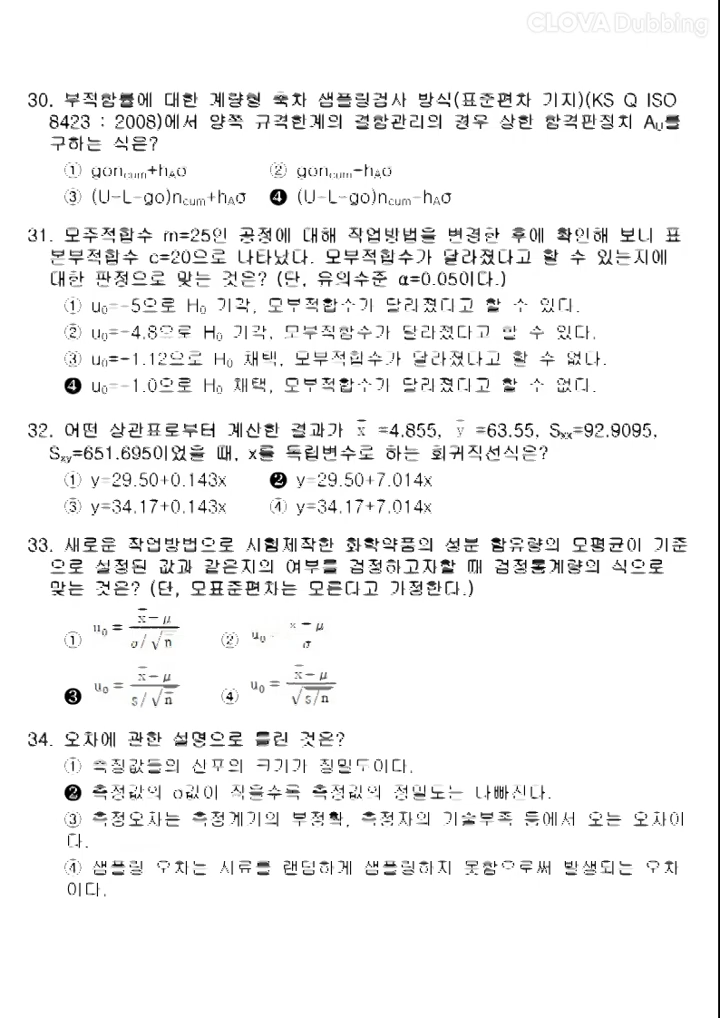 CLOVA Dubbing
30. 부적합률에 대한 계량형 축차 샘플링검사 방식(표준편차 기지)(KS Q ISO
8423 : 2008)에서 양쪽 규격한계의 결합관리의 경우 상한 합격판정치 AU를
구하는 식은?
① gσncum+hAσ ② gσncum-hAσ
③ (U-L-gσ)ncum+hAσ ❹ (U-L-gσ)ncum-hAσ
31. 모주적합수 m=25인 공정에 대해 작업방법을 변경한 후에 확인해 보니 표
본부적합수 c=20으로 나타났다. 모부적합수가 달라졌다고 할 수 있는지에
대한 판정으로 맞는 것은? (단, 유의수준 α=0.05이다.)
① u₀=-5으로 H₀ 기각, 모부적합수가 달라졌다고 할 수 있다.
② u₀=-4.8으로 H₀ 기각, 모부적합수가 달라졌다고 할 수 있다.
③ u₀=-1.12으로 H₀ 채택, 모부적합수가 달라졌다고 할 수 없다.
❹ u₀=-1.0으로 H₀ 채택, 모부적합수가 달라졌다고 할 수 없다.
32. 어떤 상관표로부터 계산한 결과가 x̄ =4.855, ȳ =63.55, Sxx=92.9095,
Sxy=651.695이었을 때, x를 독립변수로 하는 회귀직선식은?
① y=29.50+0.143x ❷ y=29.50+7.014x
③ y=34.17+0.143x ④ y=34.17+7.014x
33. 새로운 작업방법으로 시험제작한 화학약품의 성분 함유량의 모평균이 기준
으로 설정된 값과 같은지의 여부를 검정하고자할 때 검정통계량의 식으로
맞는 것은? (단, 모표준편차는 모른다고 가정한다.)
① u₀ = (x̄-μ)/(σ/√n) ② u₀ = (x-μ)/σ
❸ u₀ = (x̄-μ)/(s/√n) ④ u₀ = (x̄-μ)/√(s/n)
34. 오차에 관한 설명으로 틀린 것은?
① 측정값들의 산포의 크기가 정밀도이다.
❷ 측정값의 σ값이 작을수록 측정값의 정밀도는 나빠진다.
③ 측정오차는 측정계기의 부정확, 측정자의 기술부족 등에서 오는 오차이
다.
④ 샘플링 오차는 시류를 랜덤하게 샘플링하지 못함으로써 발생되는 오차
이다.